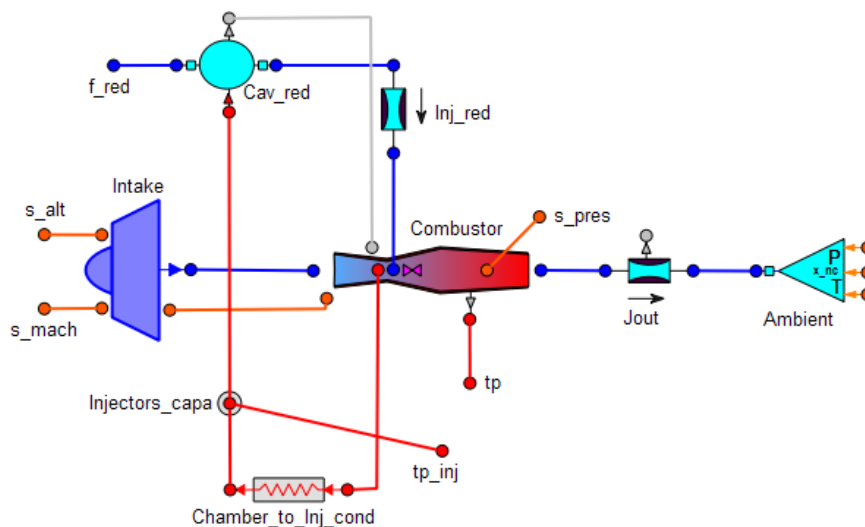 f_red
Cav_red
Inj_red
Intake
s_alt
Combustor
s_pres
P
x_nc
T
s_mach
Jout
Ambient
tp
Injectors_capa
tp_inj
Chamber_to_Inj_cond